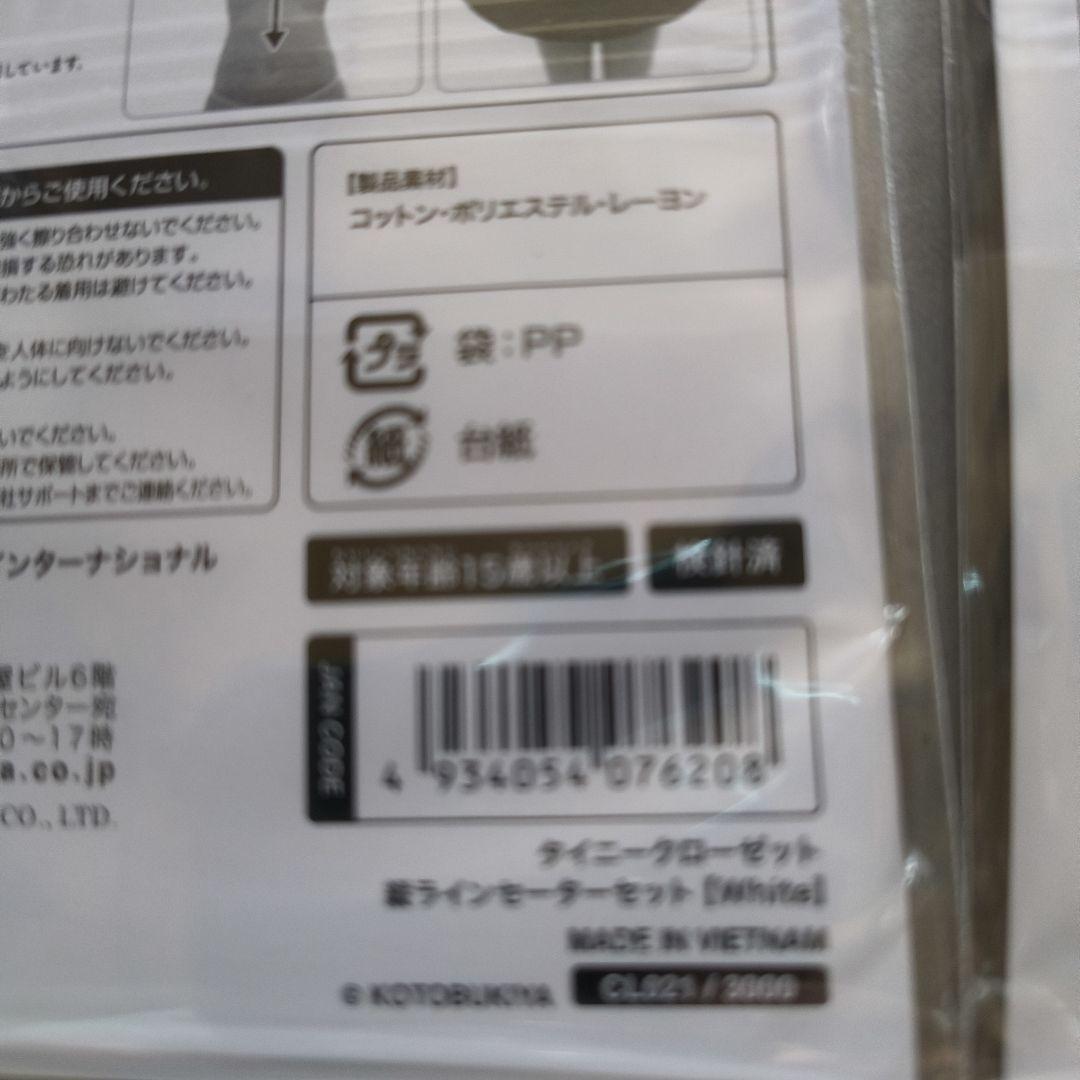 しています。
からご使用ください。
強く擦り合わせないでください。
損する恐れがあります。
わたる着用は避けてください。
を人体に向けないでください。
ようにしてください。
いでください。
所で保管してください。
社サポートまでご連絡ください。
【製品素材】
コットン・ポリエステル・レーヨン
プラ 袋:PP
紙 台紙
インターナショナル
対象年齢15歳以上
検針済
屋ビル6階
センター宛
0~17時
a.co.jp
CO., LTD.
JAN CODE
4 934054 076208
タイニークローゼット
縦ラインセーターセット【White】
MADE IN VIETNAM
© KOTOBUKIYA CL021 / 3000